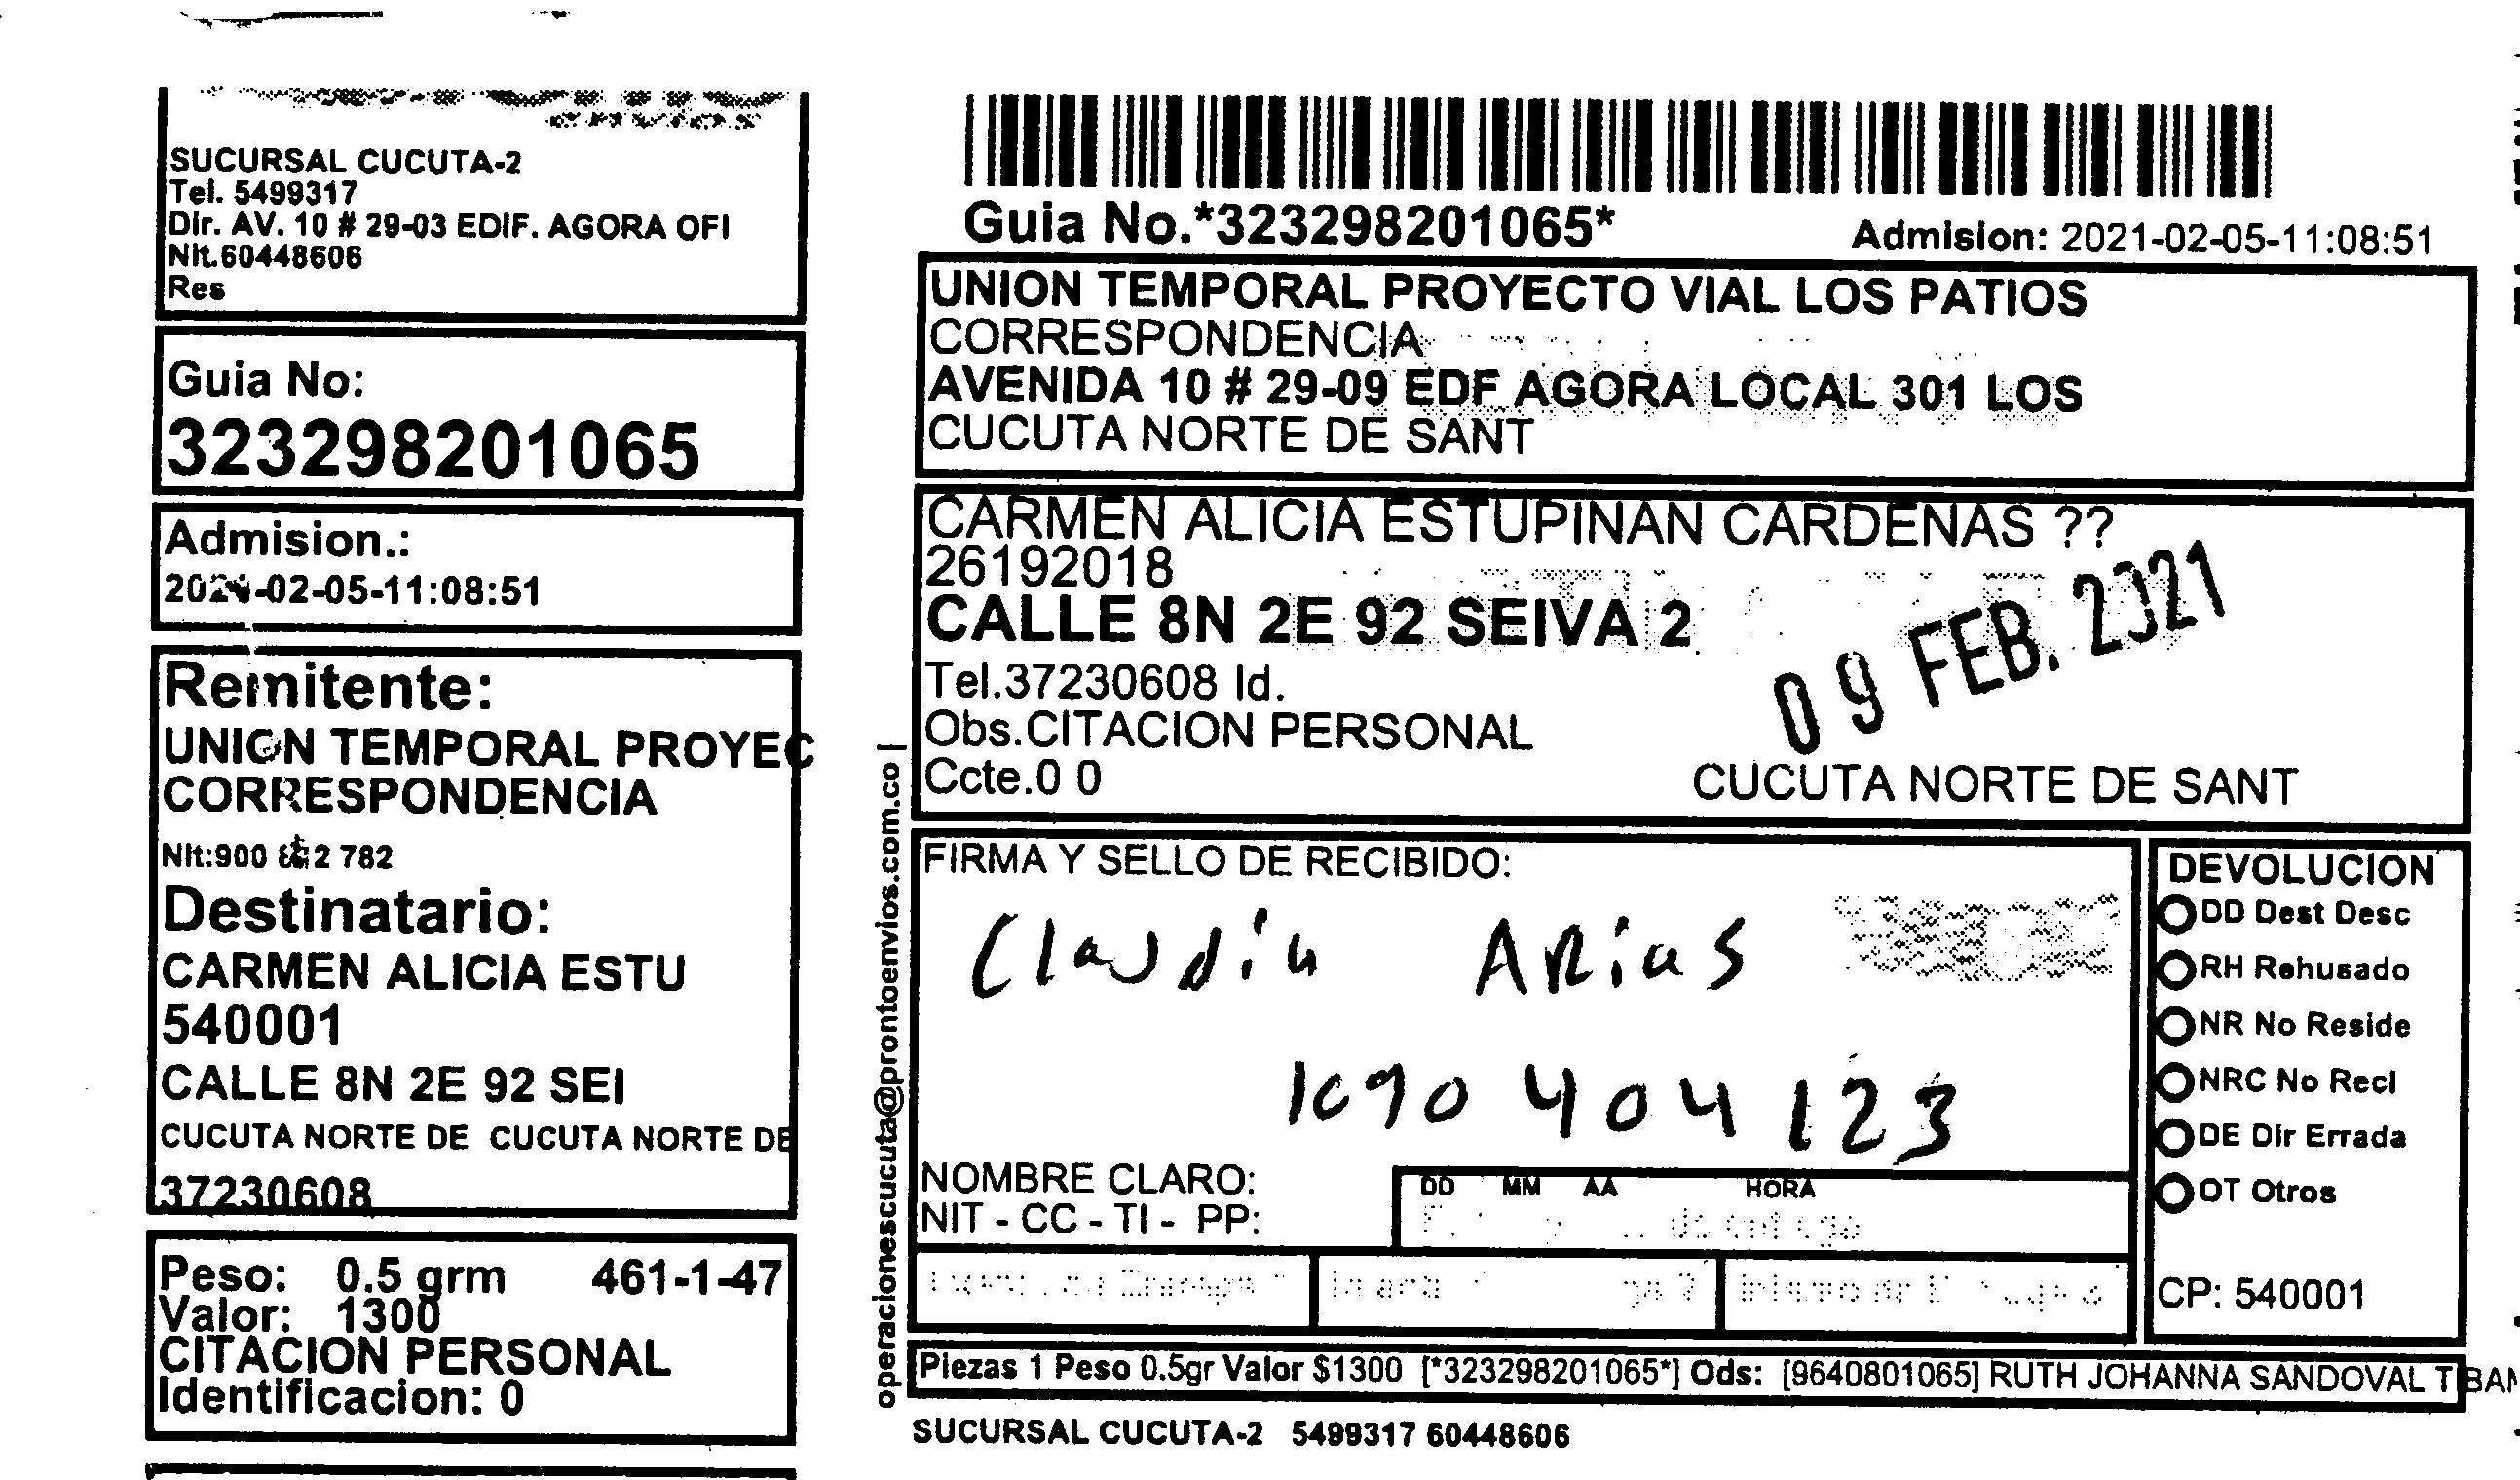 SUCURSAL CUCUTA-2
Tel. 5499317
Dir. AV. 10 # 29-03 EDIF. AGORA OFI
Nit.60448606
Res
Guia No:
323298201065
Admision.:
2021-02-05-11:08:51
Remitente:
UNION TEMPORAL PROYEC
CORRESPONDENCIA
Nit:900 782
Destinatario:
CARMEN ALICIA ESTU
540001
CALLE 8N 2E 92 SEI
CUCUTA NORTE DE CUCUTA NORTE DE
37230608
Peso: 0.5 grm 461-1-47
Valor: 1300
CITACION PERSONAL
Identificacion: 0
operacionescucuta@prontoenvios.com.co |
Guia No.*323298201065*
Admision: 2021-02-05-11:08:51
UNION TEMPORAL PROYECTO VIAL LOS PATIOS
CORRESPONDENCIA
AVENIDA 10 # 29-09 EDF AGORA LOCAL 301 LOS
CUCUTA NORTE DE SANT
CARMEN ALICIA ESTUPINAN CARDENAS ??
26192018
CALLE 8N 2E 92 SEIVA 2
Tel.37230608 Id.
Obs.CITACION PERSONAL
Ccte.0 0
09 FEB. 2021
CUCUTA NORTE DE SANT
FIRMA Y SELLO DE RECIBIDO:
Claudia Arias
1090 404 123
NOMBRE CLARO:
NIT - CC - TI - PP:
DD MM AA HORA
DEVOLUCION
DD Dest Desc
RH Rehusado
NR No Reside
NRC No Recl
DE Dir Errada
OT Otros
CP: 540001
Piezas 1 Peso 0.5gr Valor $1300 [*323298201065*] Ods: [9640801065] RUTH JOHANNA SANDOVAL TIBAN
SUCURSAL CUCUTA-2 5499317 60448606